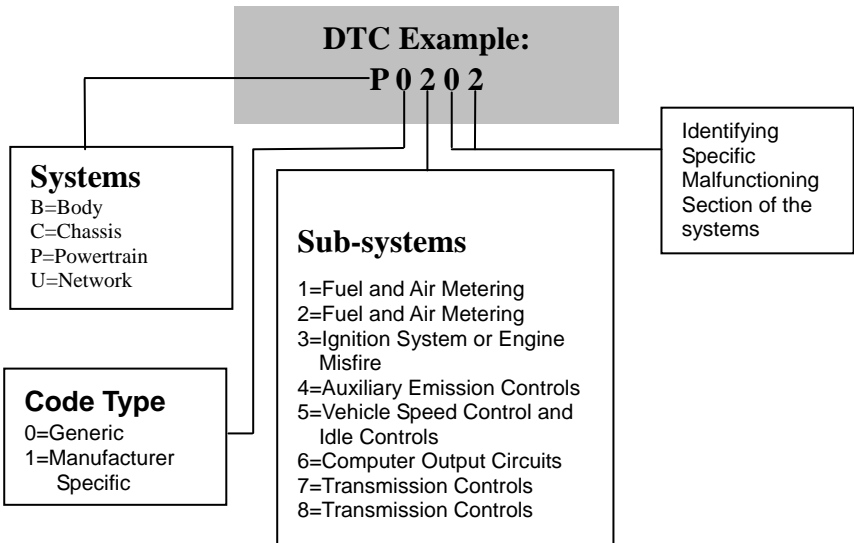 DTC Example:
P 0 2 0 2
Systems
B=Body
C=Chassis
P=Powertrain
U=Network
Code Type
0=Generic
1=Manufacturer
Specific
Sub-systems
1=Fuel and Air Metering
2=Fuel and Air Metering
3=Ignition System or Engine
Misfire
4=Auxiliary Emission Controls
5=Vehicle Speed Control and
Idle Controls
6=Computer Output Circuits
7=Transmission Controls
8=Transmission Controls
Identifying
Specific
Malfunctioning
Section of the
systems